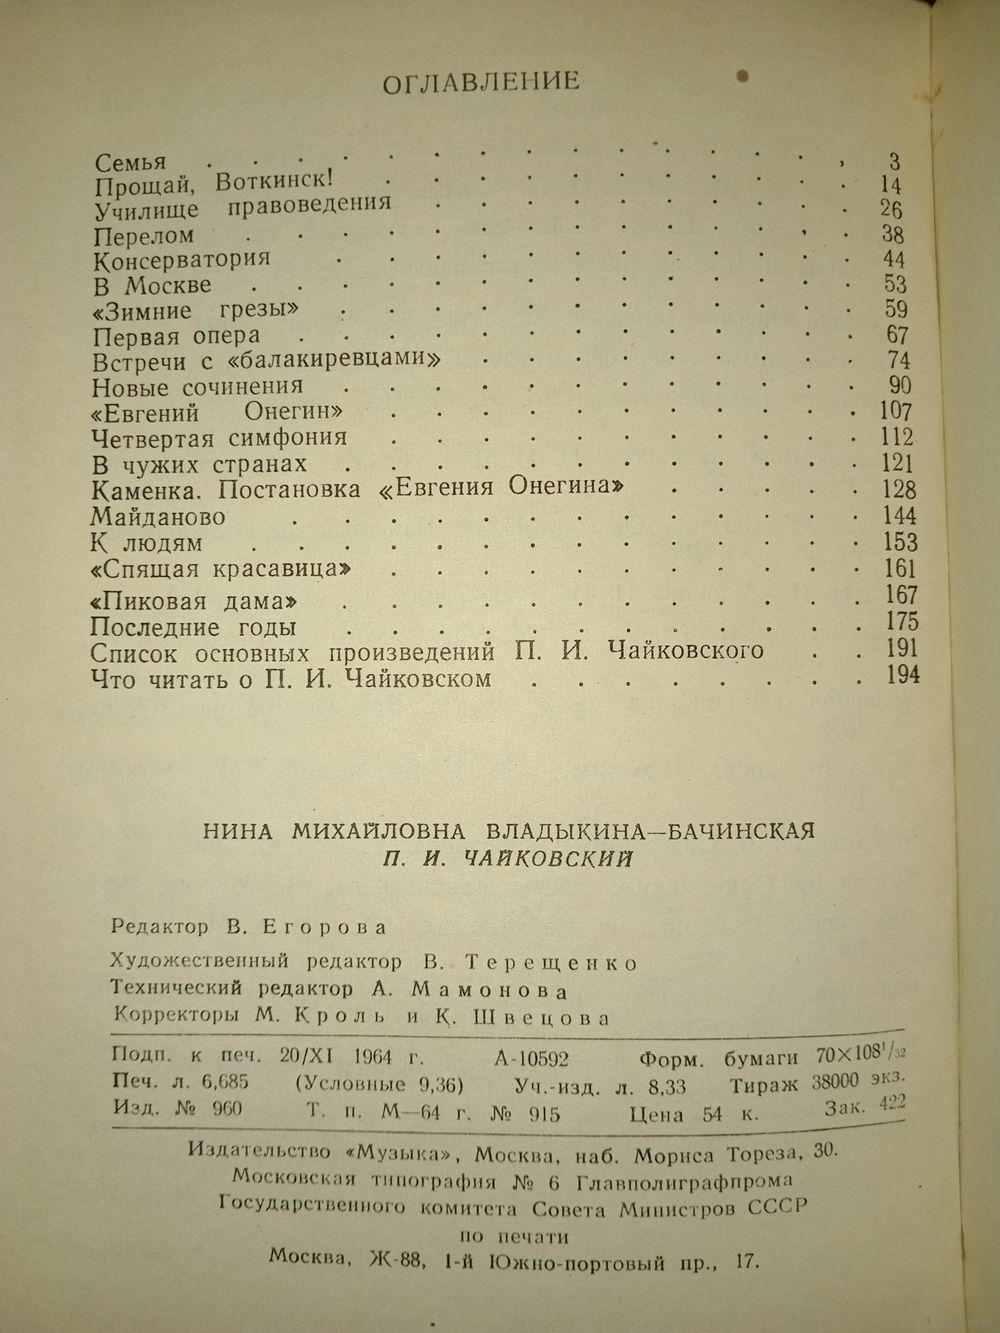 ОГЛАВЛЕНИЕ
Семья . . . . . . . . . . . . . . 3
Прощай, Воткинск! . . . . . . . . . . . 14
Училище правоведения . . . . . . . . . . 26
Перелом . . . . . . . . . . . . . . 38
Консерватория . . . . . . . . . . . . 44
В Москве . . . . . . . . . . . . . . 53
«Зимние грезы» . . . . . . . . . . . . 59
Первая опера . . . . . . . . . . . . . 67
Встречи с «балакиревцами» . . . . . . . . . 74
Новые сочинения . . . . . . . . . . . . 90
«Евгений Онегин» . . . . . . . . . . . 107
Четвертая симфония . . . . . . . . . . . 112
В чужих странах . . . . . . . . . . . . 121
Каменка. Постановка «Евгения Онегина» . . . . . 128
Майданово . . . . . . . . . . . . . 144
К людям . . . . . . . . . . . . . . 153
«Спящая красавица» . . . . . . . . . . . 161
«Пиковая дама» . . . . . . . . . . . . 167
Последние годы . . . . . . . . . . . . 175
Список основных произведений П. И. Чайковского . . 191
Что читать о П. И. Чайковском . . . . . . . . 194
НИНА МИХАЙЛОВНА ВЛАДЫКИНА—БАЧИНСКАЯ
П. И. ЧАЙКОВСКИЙ
Редактор В. Егорова
Художественный редактор В. Терещенко
Технический редактор А. Мамонова
Корректоры М. Кроль и К. Швецова
Подп. к печ. 20/XI 1964 г. А-10592 Форм. бумаги 70×108¹/₃₂
Печ. л. 6,685 (Условные 9,36) Уч.-изд. л. 8,33 Тираж 38000 экз.
Изд. № 960 Т. п. М—64 г. № 915 Цена 54 к. Зак. 422
Издательство «Музыка», Москва, наб. Мориса Тореза, 30.
Московская типография № 6 Главполиграфпрома
Государственного комитета Совета Министров СССР
по печати
Москва, Ж-88, 1-й Южно-портовый пр., 17.